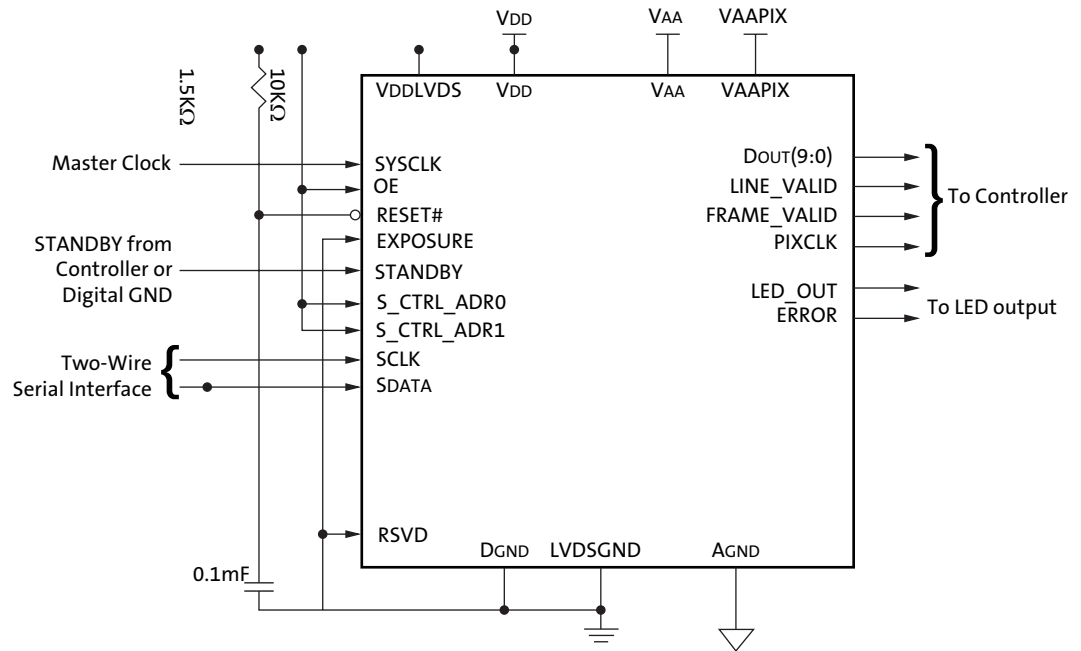 VDD
VAA
VAAPIX
1.5KΩ
10KΩ
VDDLVDS
VDD
VAA
VAAPIX
Master Clock
SYSCLK
OE
RESET#
EXPOSURE
STANDBY from
Controller or
Digital GND
STANDBY
S_CTRL_ADR0
S_CTRL_ADR1
Two-Wire
Serial Interface
SCLK
SDATA
RSVD
0.1mF
DOUT(9:0)
LINE_VALID
FRAME_VALID
PIXCLK
To Controller
LED_OUT
ERROR
To LED output
DGND
LVDSGND
AGND